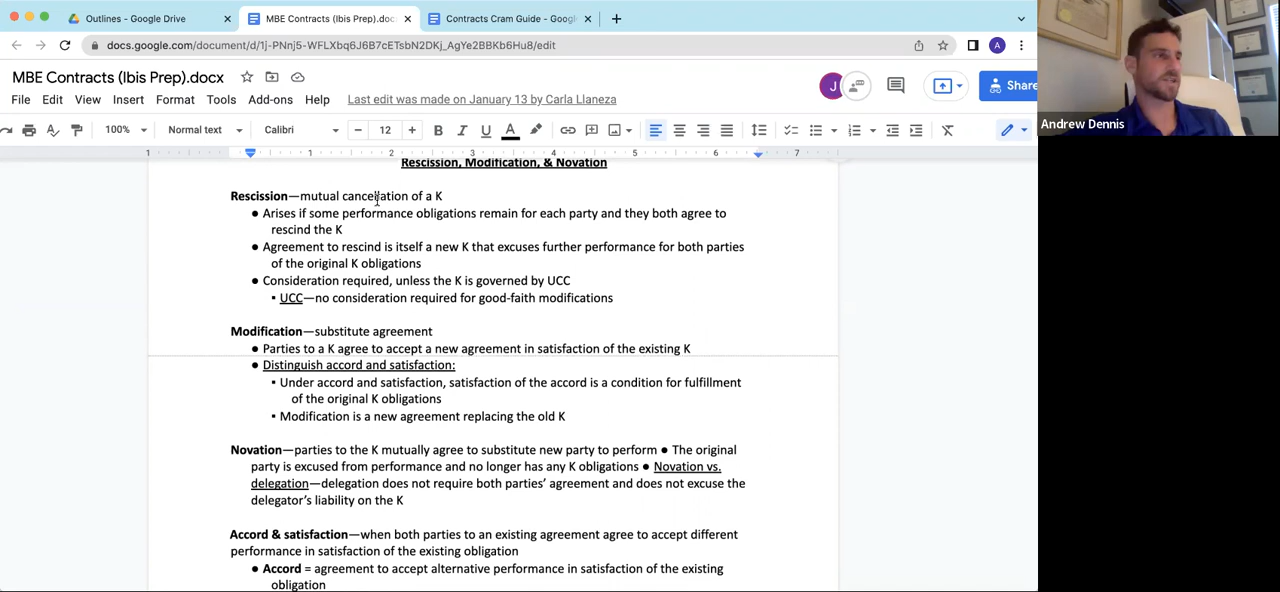 Outlines - Google Drive
MBE Contracts (Ibis Prep).doc
Contracts Cram Guide - Goog
docs.google.com/document/d/1j-PNnj5-WFLXbq6J6B7cETsbN2DKj_AgYe2BBKb6Hu8/edit
A
MBE Contracts (Ibis Prep).docx
File Edit View Insert Format Tools Add-ons Help Last edit was made on January 13 by Carla Llaneza
J
Share
100% Normal text Calibri 12 B I U A
1 1 2 3 4 5 6 7
Andrew Dennis
Rescission, Modification, & Novation
Rescission—mutual cancellation of a K
● Arises if some performance obligations remain for each party and they both agree to
rescind the K
● Agreement to rescind is itself a new K that excuses further performance for both parties
of the original K obligations
● Consideration required, unless the K is governed by UCC
▪ UCC—no consideration required for good-faith modifications
Modification—substitute agreement
● Parties to a K agree to accept a new agreement in satisfaction of the existing K
● Distinguish accord and satisfaction:
▪ Under accord and satisfaction, satisfaction of the accord is a condition for fulfillment
of the original K obligations
▪ Modification is a new agreement replacing the old K
Novation—parties to the K mutually agree to substitute new party to perform ● The original
party is excused from performance and no longer has any K obligations ● Novation vs.
delegation—delegation does not require both parties’ agreement and does not excuse the
delegator’s liability on the K
Accord & satisfaction—when both parties to an existing agreement agree to accept different
performance in satisfaction of the existing obligation
● Accord = agreement to accept alternative performance in satisfaction of the existing
obligation